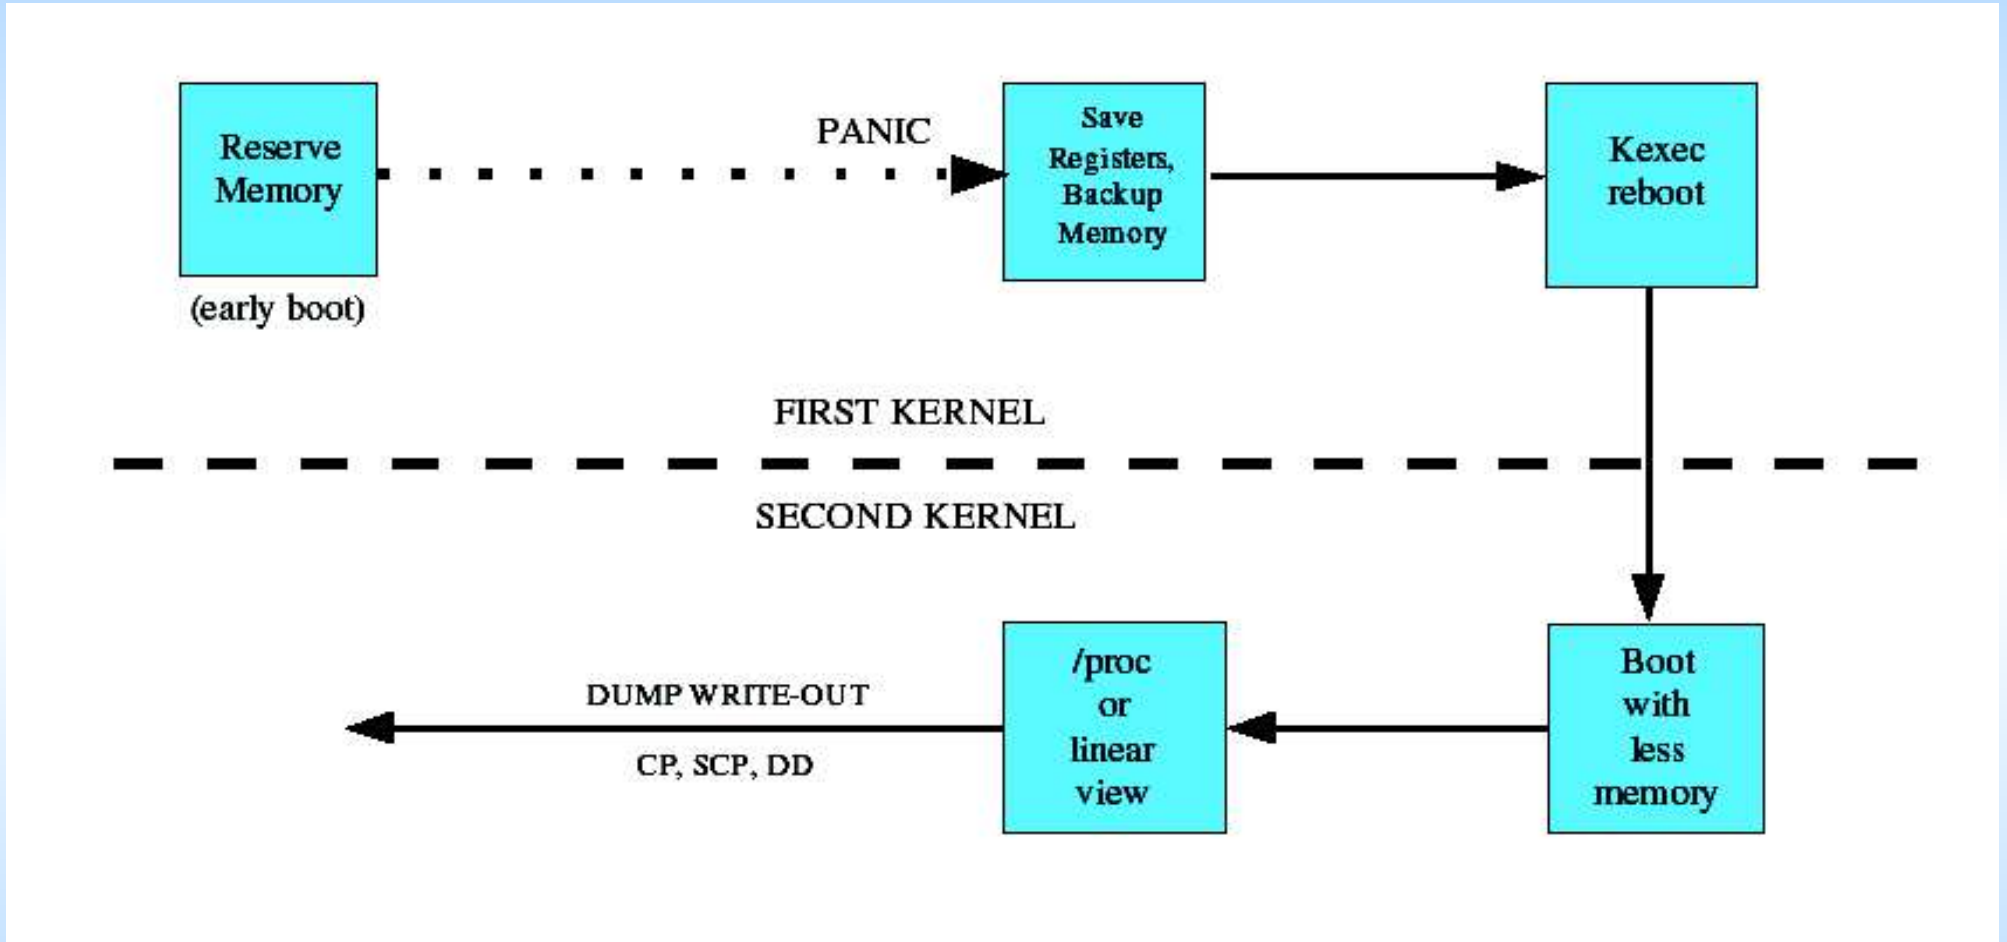 Reserve
Memory
(early boot)
PANIC
Save
Registers,
Backup
Memory
Kexec
reboot
FIRST KERNEL
SECOND KERNEL
Boot
with
less
memory
/proc
or
linear
view
DUMP WRITE-OUT
CP, SCP, DD